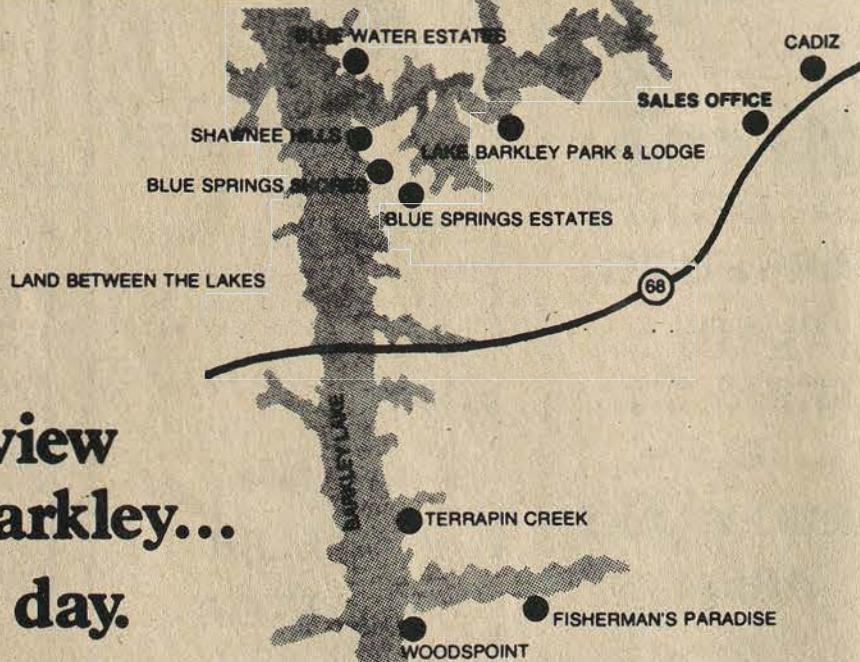 BLUE WATER ESTATES
CADIZ
SALES OFFICE
SHAWNEE HILLS
LAKE BARKLEY PARK & LODGE
BLUE SPRINGS SHORES
BLUE SPRINGS ESTATES
LAND BETWEEN THE LAKES
68
BARKLEY LAKE
view
arkley...
day.
TERRAPIN CREEK
FISHERMAN'S PARADISE
WOODSPOINT